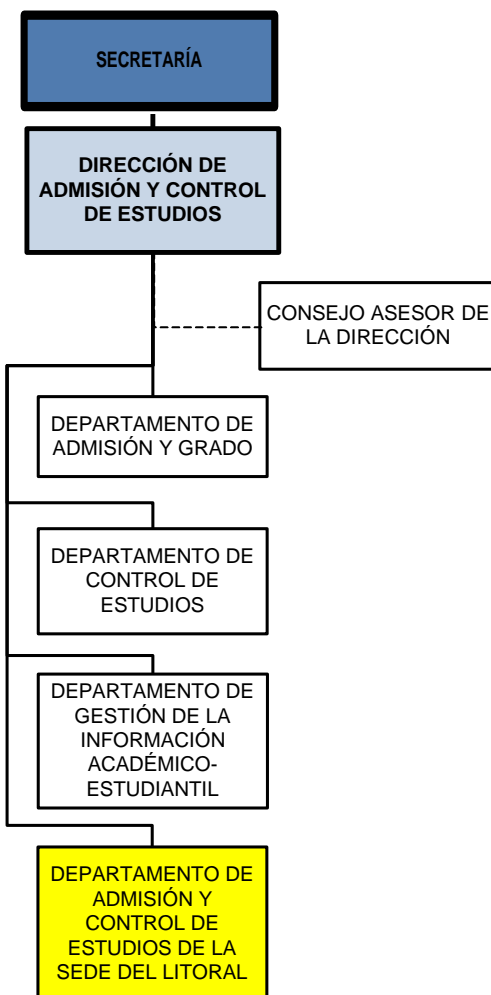 SECRETARÍA
DIRECCIÓN DE
ADMISIÓN Y CONTROL
DE ESTUDIOS
CONSEJO ASESOR DE
LA DIRECCIÓN
DEPARTAMENTO DE
ADMISIÓN Y GRADO
DEPARTAMENTO DE
CONTROL DE
ESTUDIOS
DEPARTAMENTO DE
GESTIÓN DE LA
INFORMACIÓN
ACADÉMICO-
ESTUDIANTIL
DEPARTAMENTO DE
ADMISIÓN Y
CONTROL DE
ESTUDIOS DE LA
SEDE DEL LITORAL